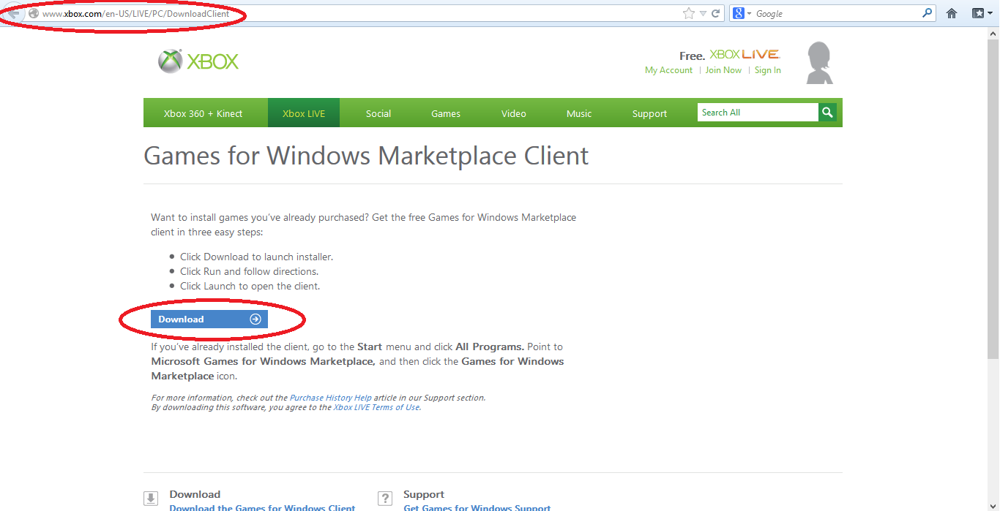 www.xbox.com/en-US/LIVE/PC/DownloadClient
8
Google
XBOX
Free. XBOX LIVE.
My Account | Join Now | Sign In
Xbox 360 + Kinect Xbox LIVE Social Games Video Music Support Search All
Games for Windows Marketplace Client
Want to install games you've already purchased? Get the free Games for Windows Marketplace
client in three easy steps:
• Click Download to launch installer.
• Click Run and follow directions.
• Click Launch to open the client.
Download
If you've already installed the client, go to the Start menu and click All Programs. Point to
Microsoft Games for Windows Marketplace, and then click the Games for Windows
Marketplace icon.
For more information, check out the Purchase History Help article in our Support section.
By downloading this software, you agree to the Xbox LIVE Terms of Use.
Download
Download the Games for Windows Client
?
Support
Get Games for Windows Support